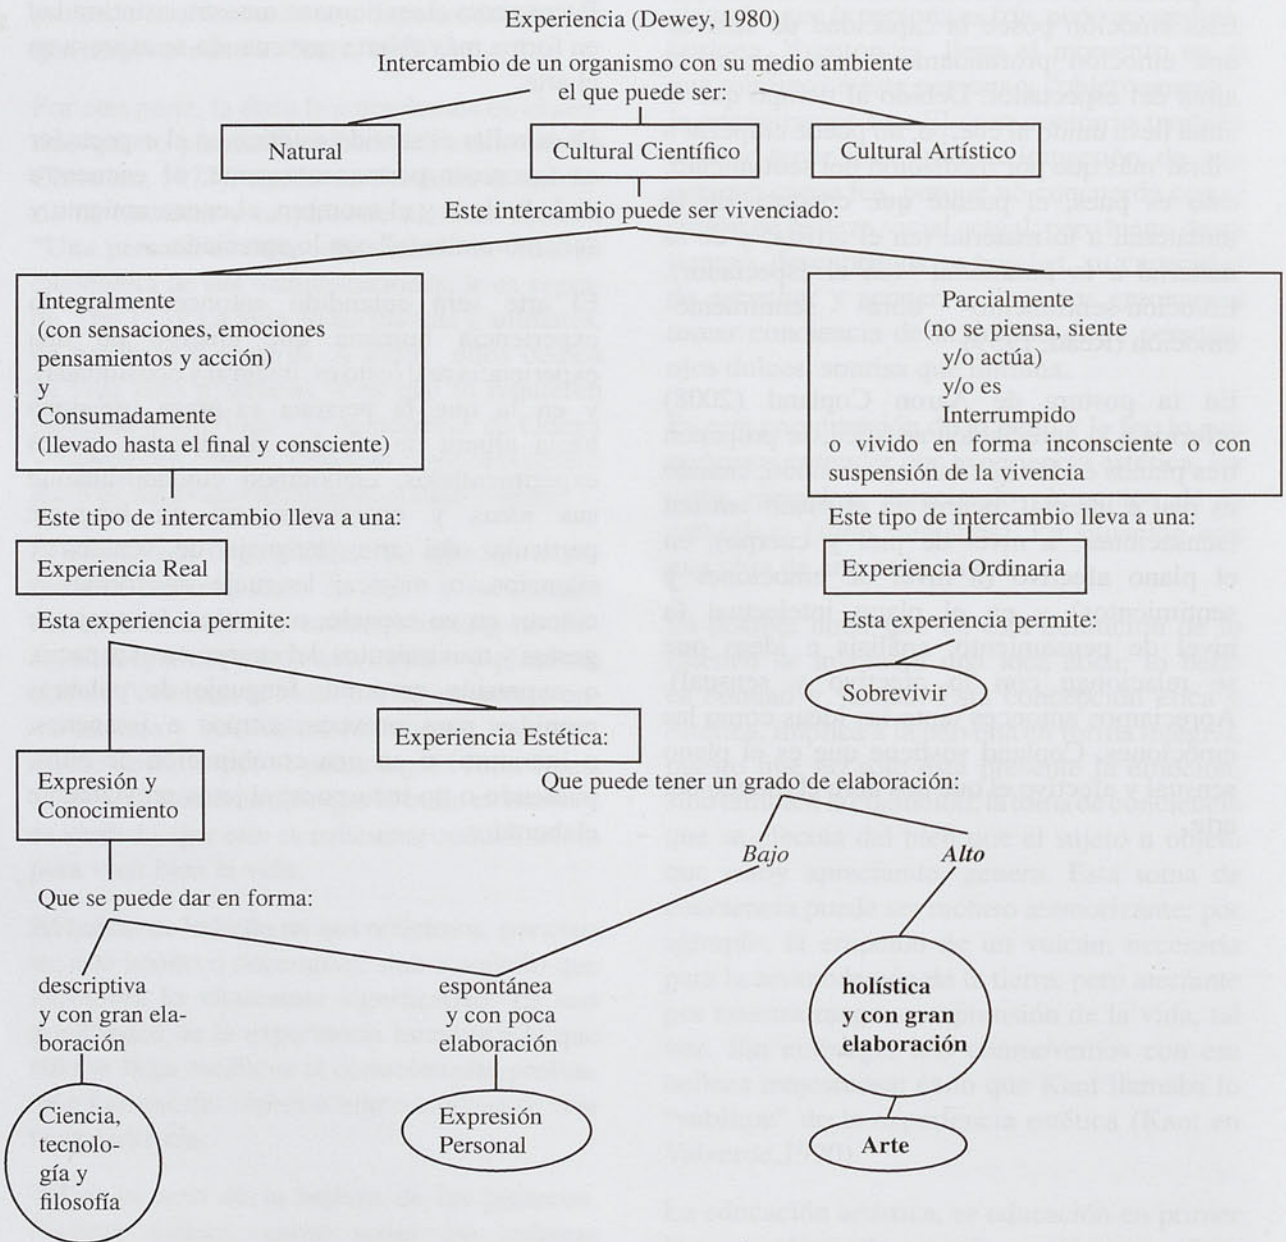 Experiencia (Dewey,1980)
Intercambio de un organismo con su medio ambiente
el que puede ser:
Natural
Cultural Científico
Cultural Artístico
Este intercambio puede ser vivenciado:
Integralmente
(con sensaciones, emociones
pensamientos y acción)
y
Consumadamente
(llevado hasta el final y consciente)
Parcialmente
(no se piensa, siente
y/o actúa)
y/o es
Interrumpido
o vivido en forma inconsciente o con
suspensión de la vivencia
Este tipo de intercambio lleva a una:
Experiencia Real
Esta experiencia permite:
Este tipo de intercambio lleva a una:
Experiencia Ordinaria
Esta experiencia permite:
Sobrevivir
Experiencia Estética:
Que puede tener un grado de elaboración:
Expresión y
Conocimiento
Bajo
Alto
Que se puede dar en forma:
descriptiva
y con gran ela-
boración
espontánea
y con poca
elaboración
holística
y con gran
elaboración
Ciencia,
tecnolo-
gía y
filosofía
Expresión
Personal
Arte